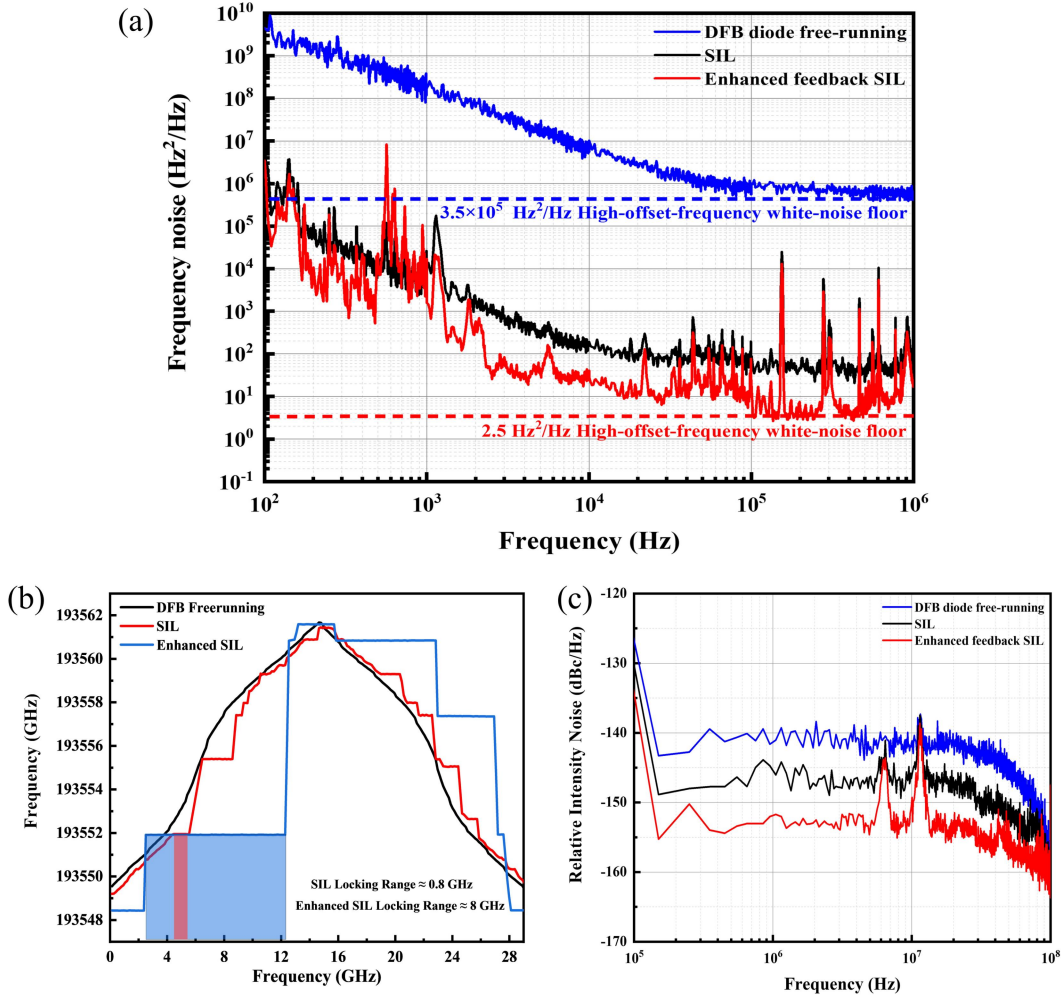 (a)
10^10
10^9
10^8
10^7
10^6
10^5
10^4
10^3
10^2
10^1
10^0
10^-1
Frequency noise (Hz^2/Hz)
DFB diode free-running
SIL
Enhanced feedback SIL
3.5×10^5 Hz^2/Hz High-offset-frequency white-noise floor
2.5 Hz^2/Hz High-offset-frequency white-noise floor
10^2 10^3 10^4 10^5 10^6
Frequency (Hz)
(b)
193562
193560
193558
193556
193554
193552
193550
193548
Frequency (GHz)
DFB Freerunning
SIL
Enhanced SIL
SIL Locking Range ≈ 0.8 GHz
Enhanced SIL Locking Range ≈ 8 GHz
0 4 8 12 16 20 24 28
Frequency (GHz)
(c)
-120
-130
-140
-150
-160
-170
Relative Intensity Noise (dBc/Hz)
DFB diode free-running
SIL
Enhanced feedback SIL
10^5 10^6 10^7 10^8
Frequency (Hz)